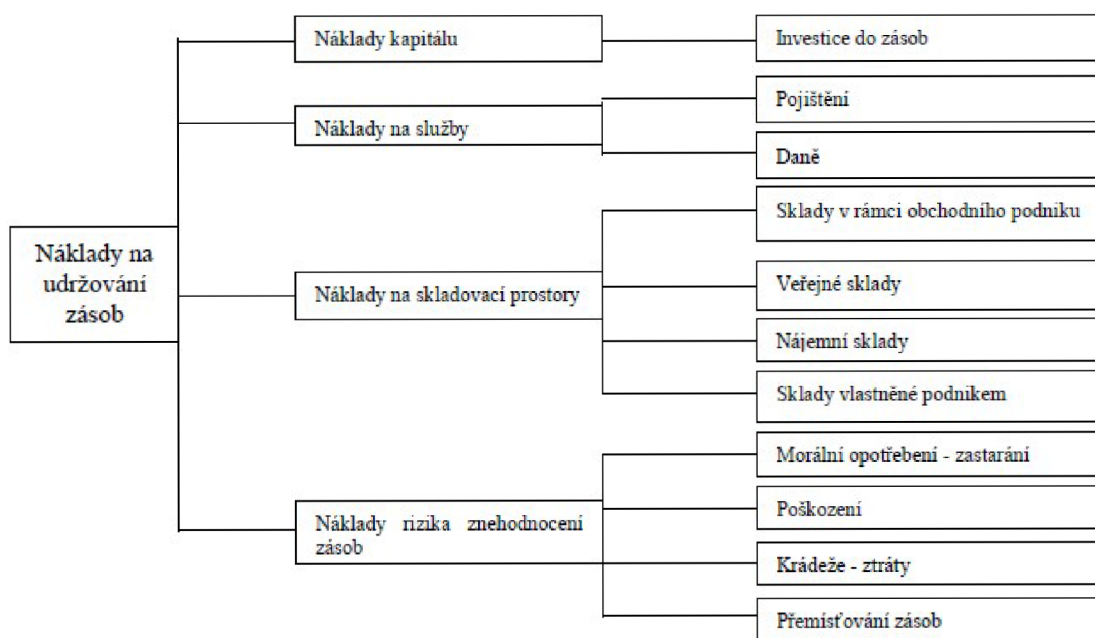 Náklady na
udržování
zásob
Náklady kapitálu
Investice do zásob
Náklady na služby
Pojištění
Daně
Náklady na skladovací prostory
Sklady v rámci obchodního podniku
Veřejné sklady
Nájemní sklady
Sklady vlastněné podnikem
Náklady rizika znehodnocení
zásob
Morální opotřebení - zastarání
Poškození
Krádeže - ztráty
Přemísťování zásob